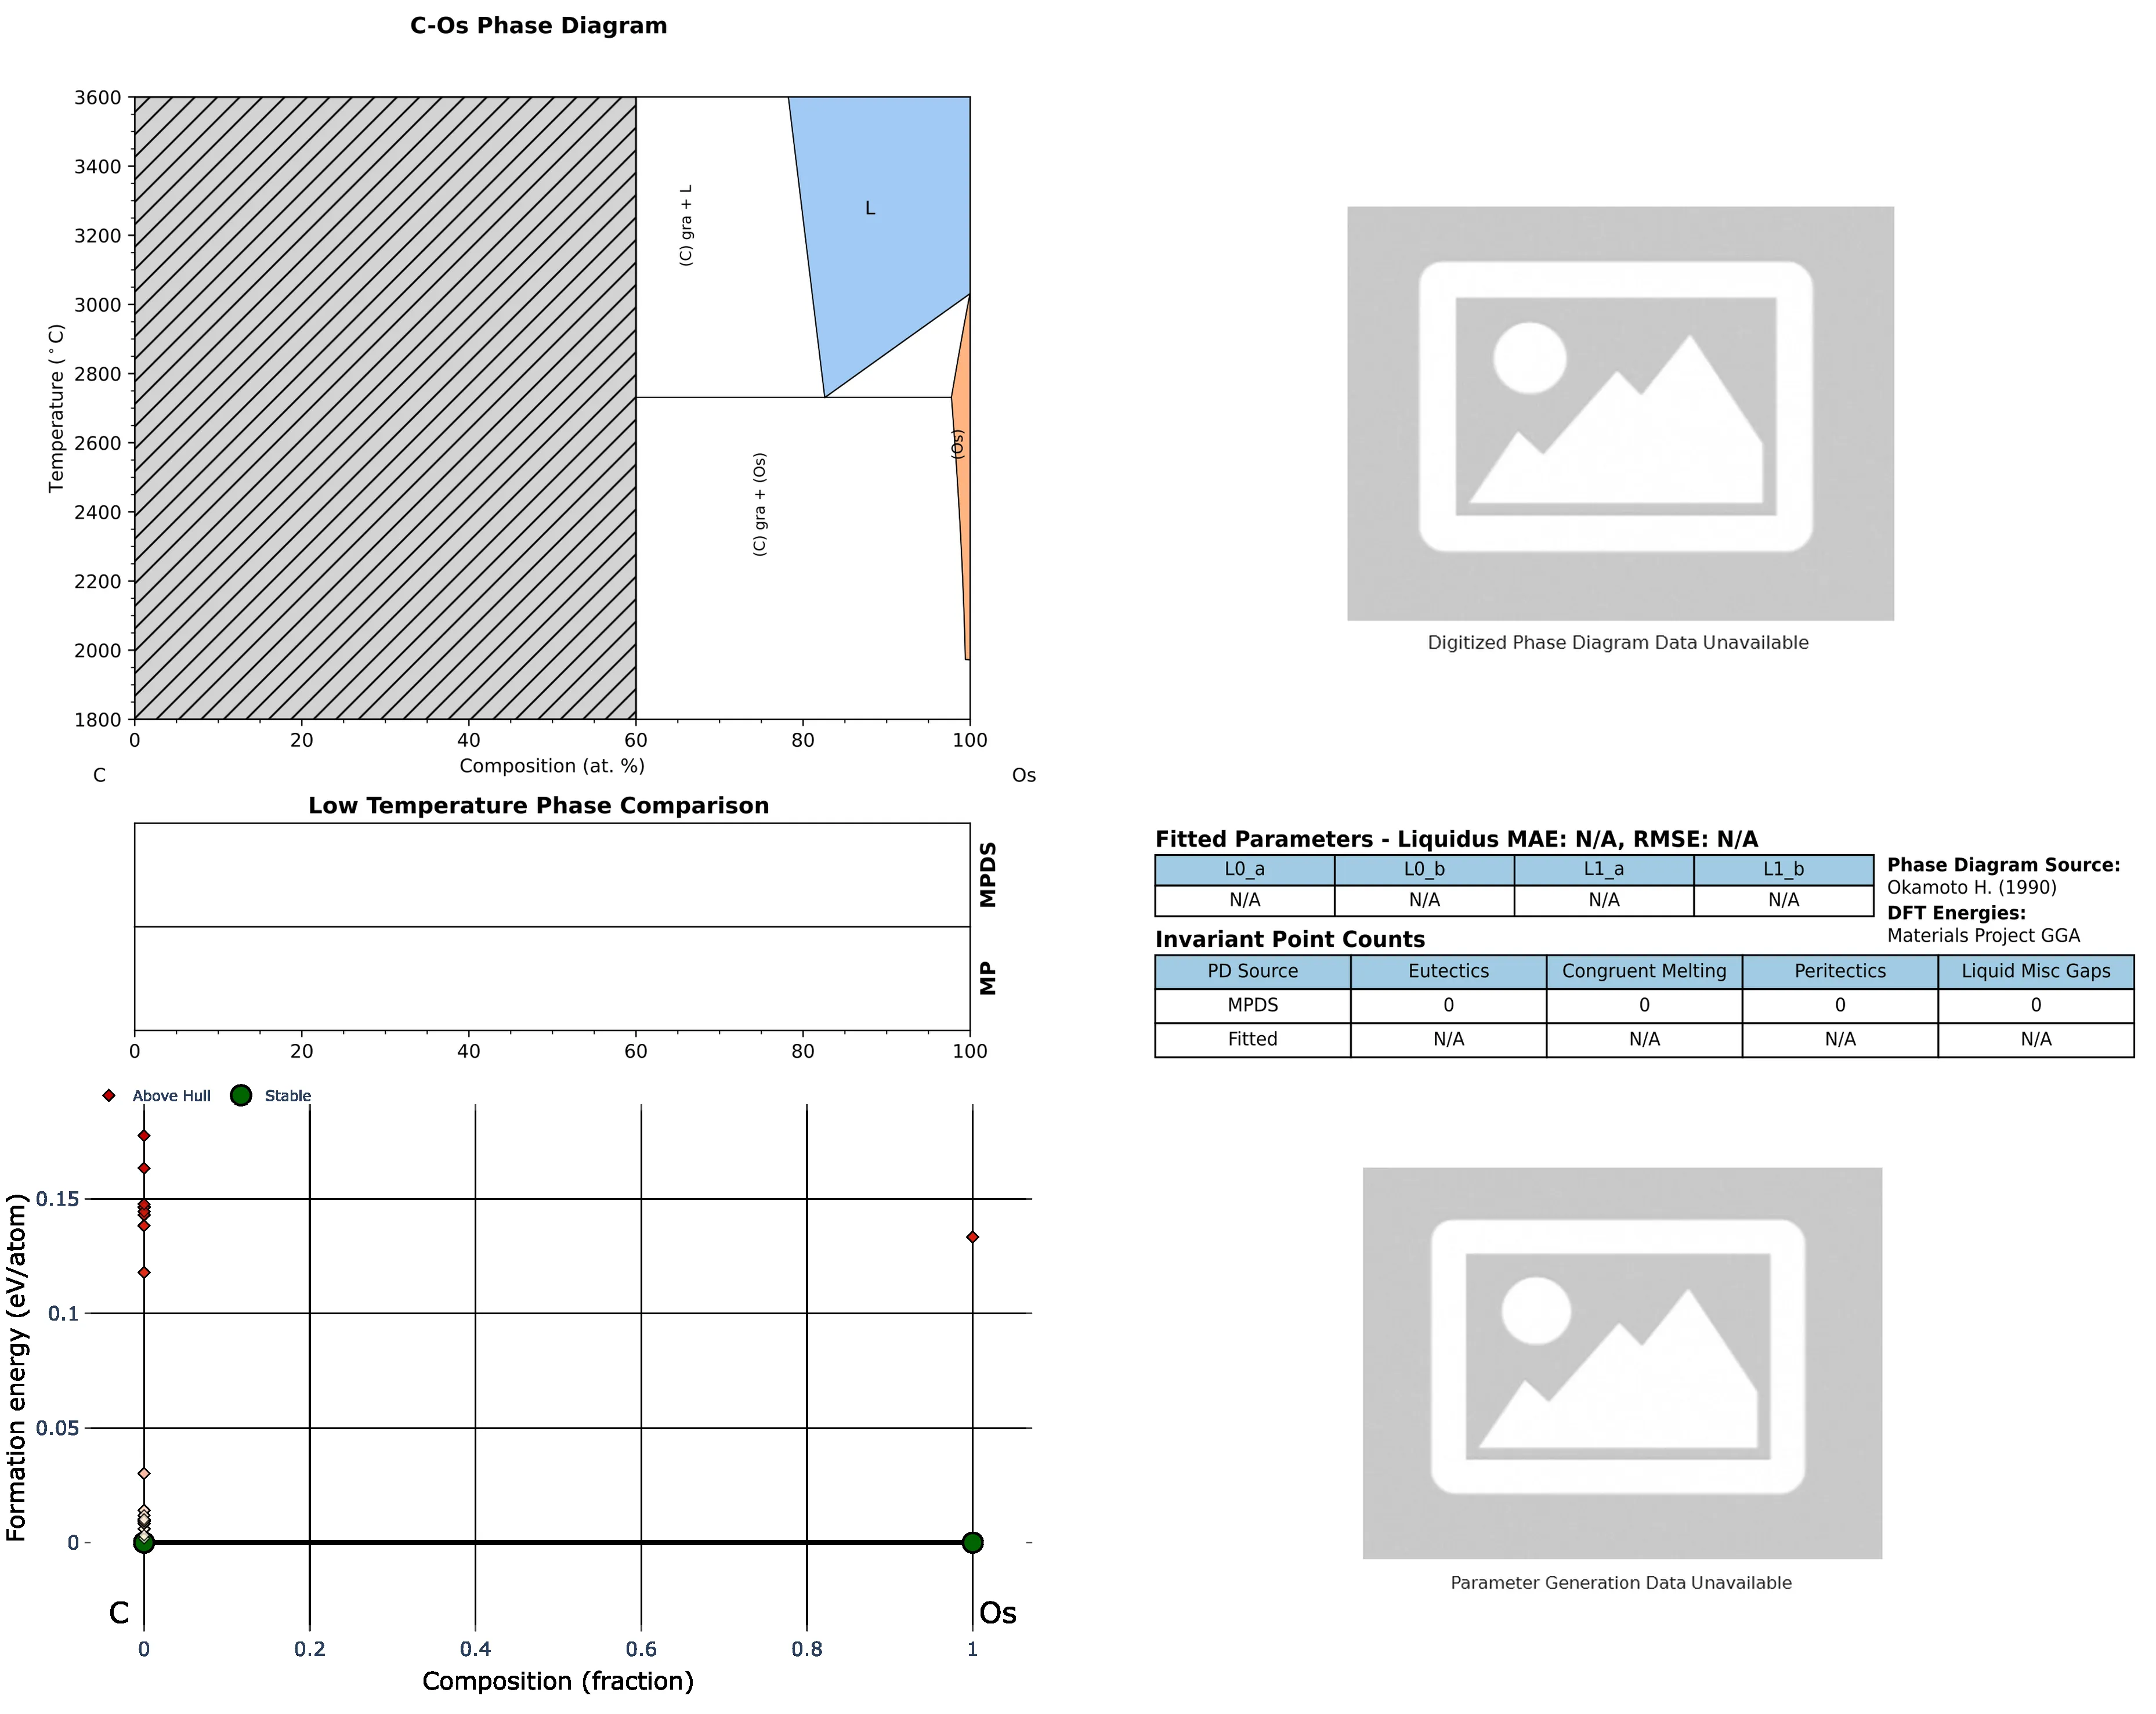 C-Os Phase Diagram
3600
3400
3200
3000
2800
2600
2400
2200
2000
1800
Temperature (°C)
(C) gra + L
L
(C) gra + (Os)
(Os)
0 20 40 60 80 100
Composition (at. %)
C Os
Digitized Phase Diagram Data Unavailable
Low Temperature Phase Comparison
MPDS
MP
0 20 40 60 80 100
Fitted Parameters - Liquidus MAE: N/A, RMSE: N/A
L0_a L0_b L1_a L1_b
N/A N/A N/A N/A
Phase Diagram Source:
Okamoto H. (1990)
DFT Energies:
Materials Project GGA
Invariant Point Counts
PD Source Eutectics Congruent Melting Peritectics Liquid Misc Gaps
MPDS 0 0 0 0
Fitted N/A N/A N/A N/A
Above Hull Stable
Formation energy (eV/atom)
0.15
0.1
0.05
0
C Os
0 0.2 0.4 0.6 0.8 1
Composition (fraction)
Parameter Generation Data Unavailable